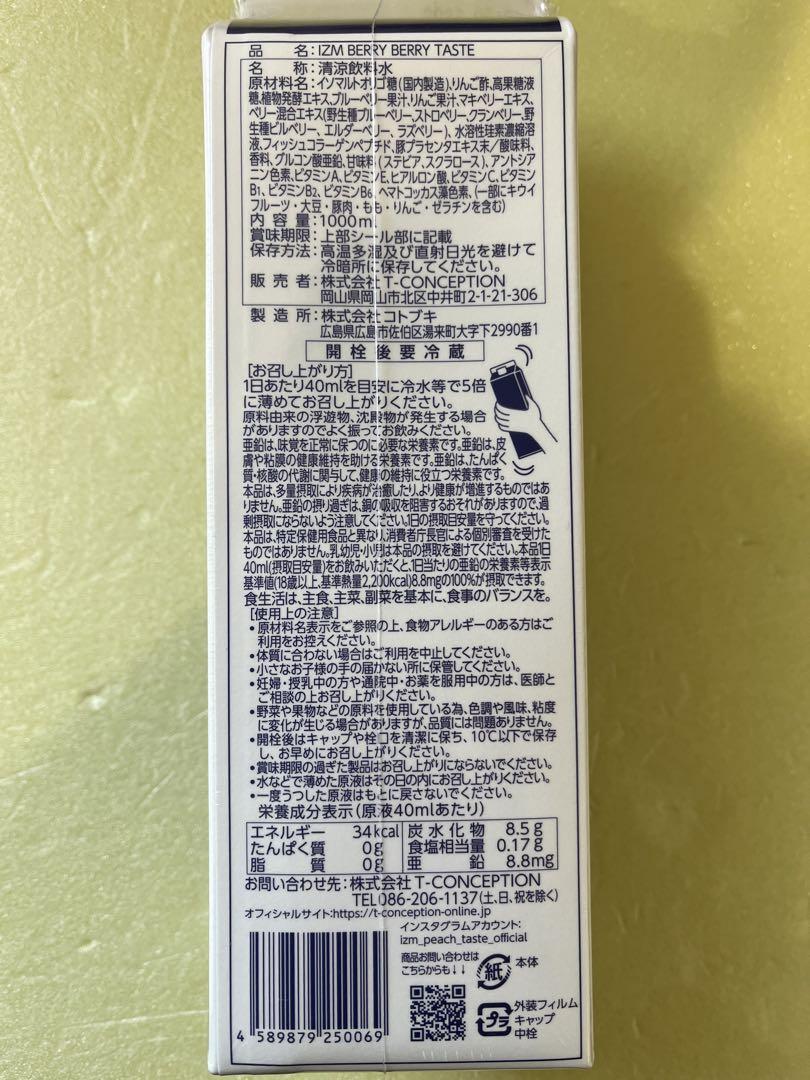 品名:IZM BERRY BERRY TASTE
名称:清涼飲料水
原材料名:イソマルトオリゴ糖(国内製造)、りんご酢、高果糖液
糖、植物発酵エキス、ブルーベリー果汁、りんご果汁、マキベリーエキス、
ベリー混合エキス(野生種ブルーベリー、ストロベリー、クランベリー、野
生種ビルベリー、エルダーベリー、ラズベリー)、水溶性珪素濃縮溶
液、フィッシュコラーゲンペプチド、豚プラセンタエキス末/酸味料、
香料、グルコン酸亜鉛、甘味料(ステビア、スクラロース)、アントシア
ニン色素、ビタミンA、ビタミンE、ヒアルロン酸、ビタミンC、ビタミン
B1、ビタミンB2、ビタミンB6、ヘマトコッカス藻色素、(一部にキウイ
フルーツ・大豆・豚肉・もも・りんご・ゼラチンを含む)
内容量:1000ml
賞味期限:上部シール部に記載
保存方法:高温多湿及び直射日光を避けて
冷暗所に保存してください。
販売者:株式会社T-CONCEPTION
岡山県岡山市北区中井町2-1-21-306
製造所:株式会社コトブキ
広島県広島市佐伯区湯来町大字下2990番1
開栓後要冷蔵
[お召し上がり方]
1日あたり40mlを目安に冷水等で5倍
に薄めてお召し上がりください。
原料由来の浮遊物、沈殿物が発生する場合
がありますのでよく振ってお飲みください。
亜鉛は、味覚を正常に保つのに必要な栄養素です。亜鉛は、皮
膚や粘膜の健康維持を助ける栄養素です。亜鉛は、たんぱく
質・核酸の代謝に関与して、健康の維持に役立つ栄養素です。
本品は、多量摂取により疾病が治癒したり、より健康が増進するものではあ
りません。亜鉛の摂り過ぎは、銅の吸収を阻害するおそれがありますので、過
剰摂取にならないよう注意してください。1日の摂取目安量を守ってください。
本品は、特定保健用食品と異なり、消費者庁長官による個別審査を受けた
ものではありません。乳幼児・小児は本品の摂取を避けてください。本品1日
40ml(摂取目安量)をお飲みいただくと、1日当たりの亜鉛の栄養素等表示
基準値(18歳以上、基準熱量2,200kcal)8.8mgの100%が摂取できます。
食生活は、主食、主菜、副菜を基本に、食事のバランスを。
[使用上の注意]
•原材料名表示をご参照の上、食物アレルギーのある方はご
利用をお控えください。
•体質に合わない場合はご利用を中止してください。
•小さなお子様の手の届かない所に保管してください。
•妊婦・授乳中の方や通院中・お薬を服用中の方は、医師と
ご相談の上お召し上がりください。
•野菜や果物などの原料を使用している為、色調や風味、粘度
に変化が生じる場合がありますが、品質には問題ありません。
•開栓後はキャップや栓口を清潔に保ち、10℃以下で保存
し、お早めにお召し上がりください。
•賞味期限の過ぎた製品はお召し上がりにならないでください。
•水などで薄めた原液はその日の内にお召し上がりください。
•一度うつした原液はもとに戻さないでください。
栄養成分表示(原液40mlあたり)
エネルギー 34kcal 炭水化物 8.5g
たんぱく質 0g 食塩相当量 0.17g
脂質 0g 亜鉛 8.8mg
お問い合わせ先:株式会社T-CONCEPTION
TEL086-206-1137(土、日、祝を除く)
オフィシャルサイト:https://t-conception-online.jp
インスタグラムアカウント:
izm_peach_taste_official
商品お問い合わせは
こちらからも↓↓
紙 本体
プラ 外装フィルム
キャップ
中栓
4 589879 250069